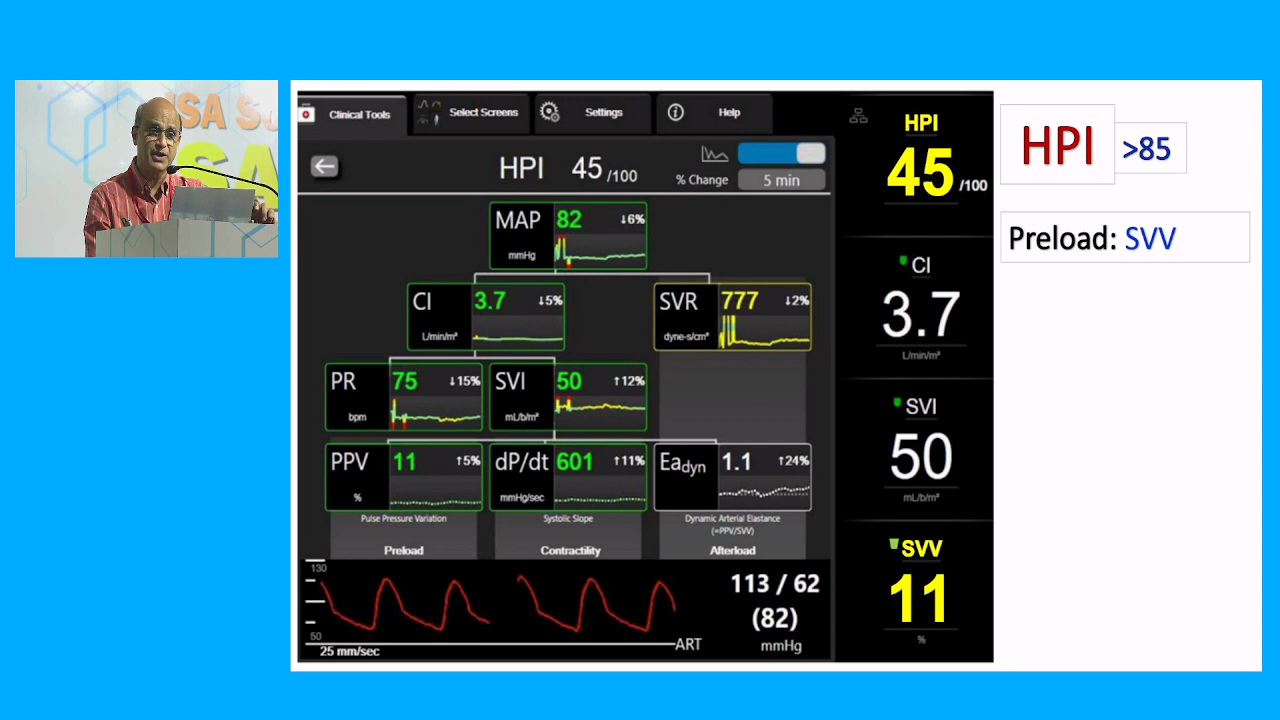 ISA S
SA
Clinical Tools
Select Screens
Settings
Help
HPI 45 /100
% Change
5 min
MAP 82 ↓6%
mmHg
CI 3.7 ↓5%
L/min/m²
SVR 777 ↓2%
dyne-s/cm⁵
PR 75 ↓15%
bpm
SVI 50 ↑12%
mL/b/m²
PPV 11 ↑5%
%
dP/dt 601 ↑11%
mmHg/sec
Eadyn 1.1 ↑24%
Pulse Pressure Variation
Systolic Slope
Dynamic Arterial Elastance
(=PPV/SVV)
Preload
Contractility
Afterload
130
50
25 mm/sec
ART
113 / 62
(82)
mmHg
HPI
45 /100
CI
3.7
L/min/m²
SVI
50
mL/b/m²
SVV
11
%
HPI >85
Preload: SVV